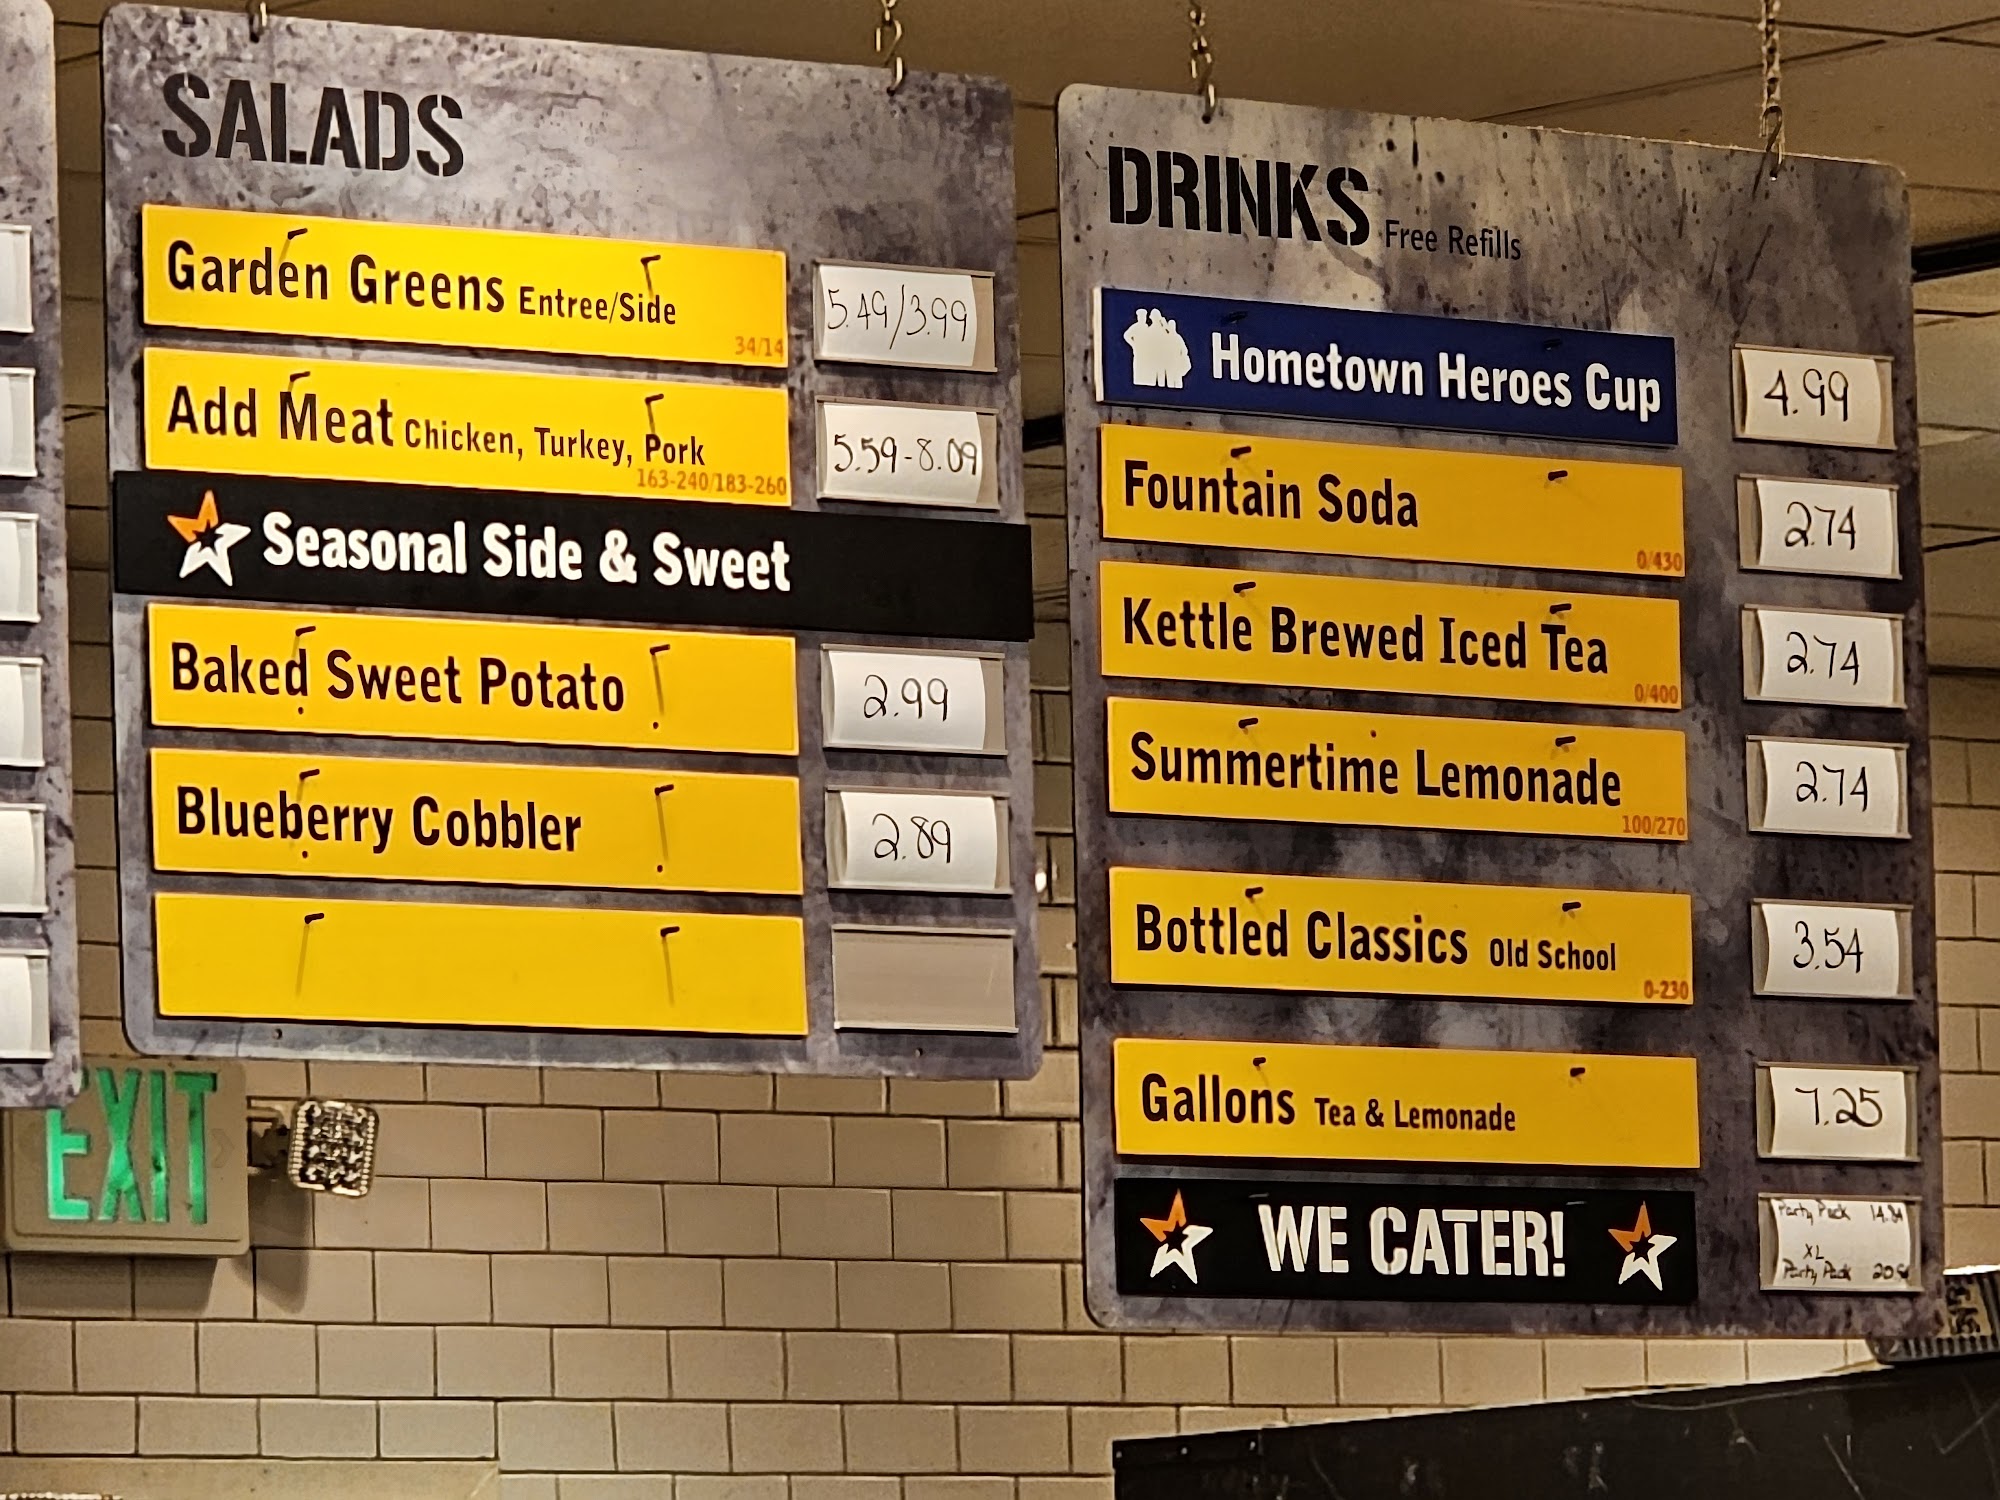 SALADS
Garden Greens Entree/Side
34/14
5.49/3.99
Add Meat Chicken, Turkey, Pork
163-240/183-260
5.59-8.09
Seasonal Side & Sweet
Baked Sweet Potato
2.99
Blueberry Cobbler
2.89
EXIT
DRINKS Free Refills
Hometown Heroes Cup
4.99
Fountain Soda
0/430
2.74
Kettle Brewed Iced Tea
0/400
2.74
Summertime Lemonade
100/270
2.74
Bottled Classics Old School
0-230
3.54
Gallons Tea & Lemonade
7.25
WE CATER!
Party Pack
XL
Party Pack